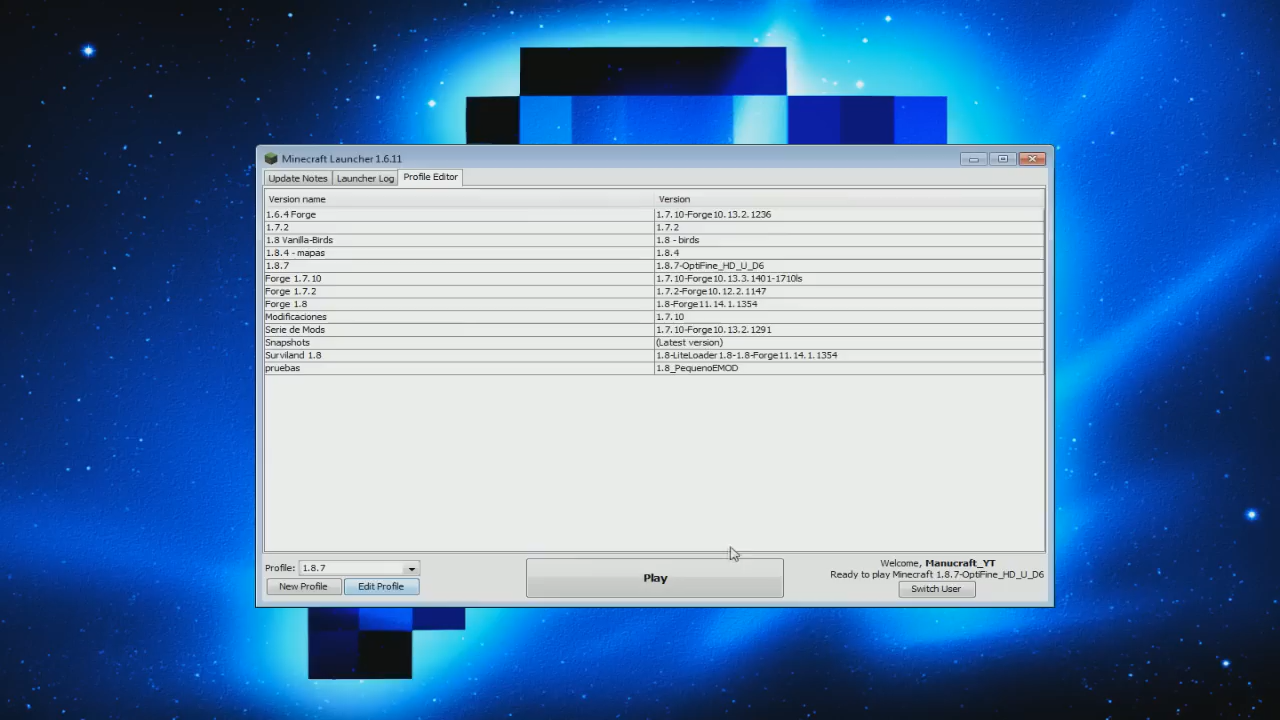 Minecraft Launcher 1.6.11
Update Notes Launcher Log Profile Editor
Version name Version
1.6.4 Forge 1.7.10-Forge10.13.2.1236
1.7.2 1.7.2
1.8 Vanilla-Birds 1.8 - birds
1.8.4 - mapas 1.8.4
1.8.7 1.8.7-OptiFine_HD_U_D6
Forge 1.7.10 1.7.10-Forge10.13.3.1401-1710ls
Forge 1.7.2 1.7.2-Forge10.12.2.1147
Forge 1.8 1.8-Forge11.14.1.1354
Modificaciones 1.7.10
Serie de Mods 1.7.10-Forge10.13.2.1291
Snapshots (Latest version)
Surviland 1.8 1.8-LiteLoader1.8-1.8-Forge11.14.1.1354
pruebas 1.8_PequenoEMOD
Profile: 1.8.7
New Profile Edit Profile
Play
Welcome, Manucraft_YT
Ready to play Minecraft 1.8.7-OptiFine_HD_U_D6
Switch User